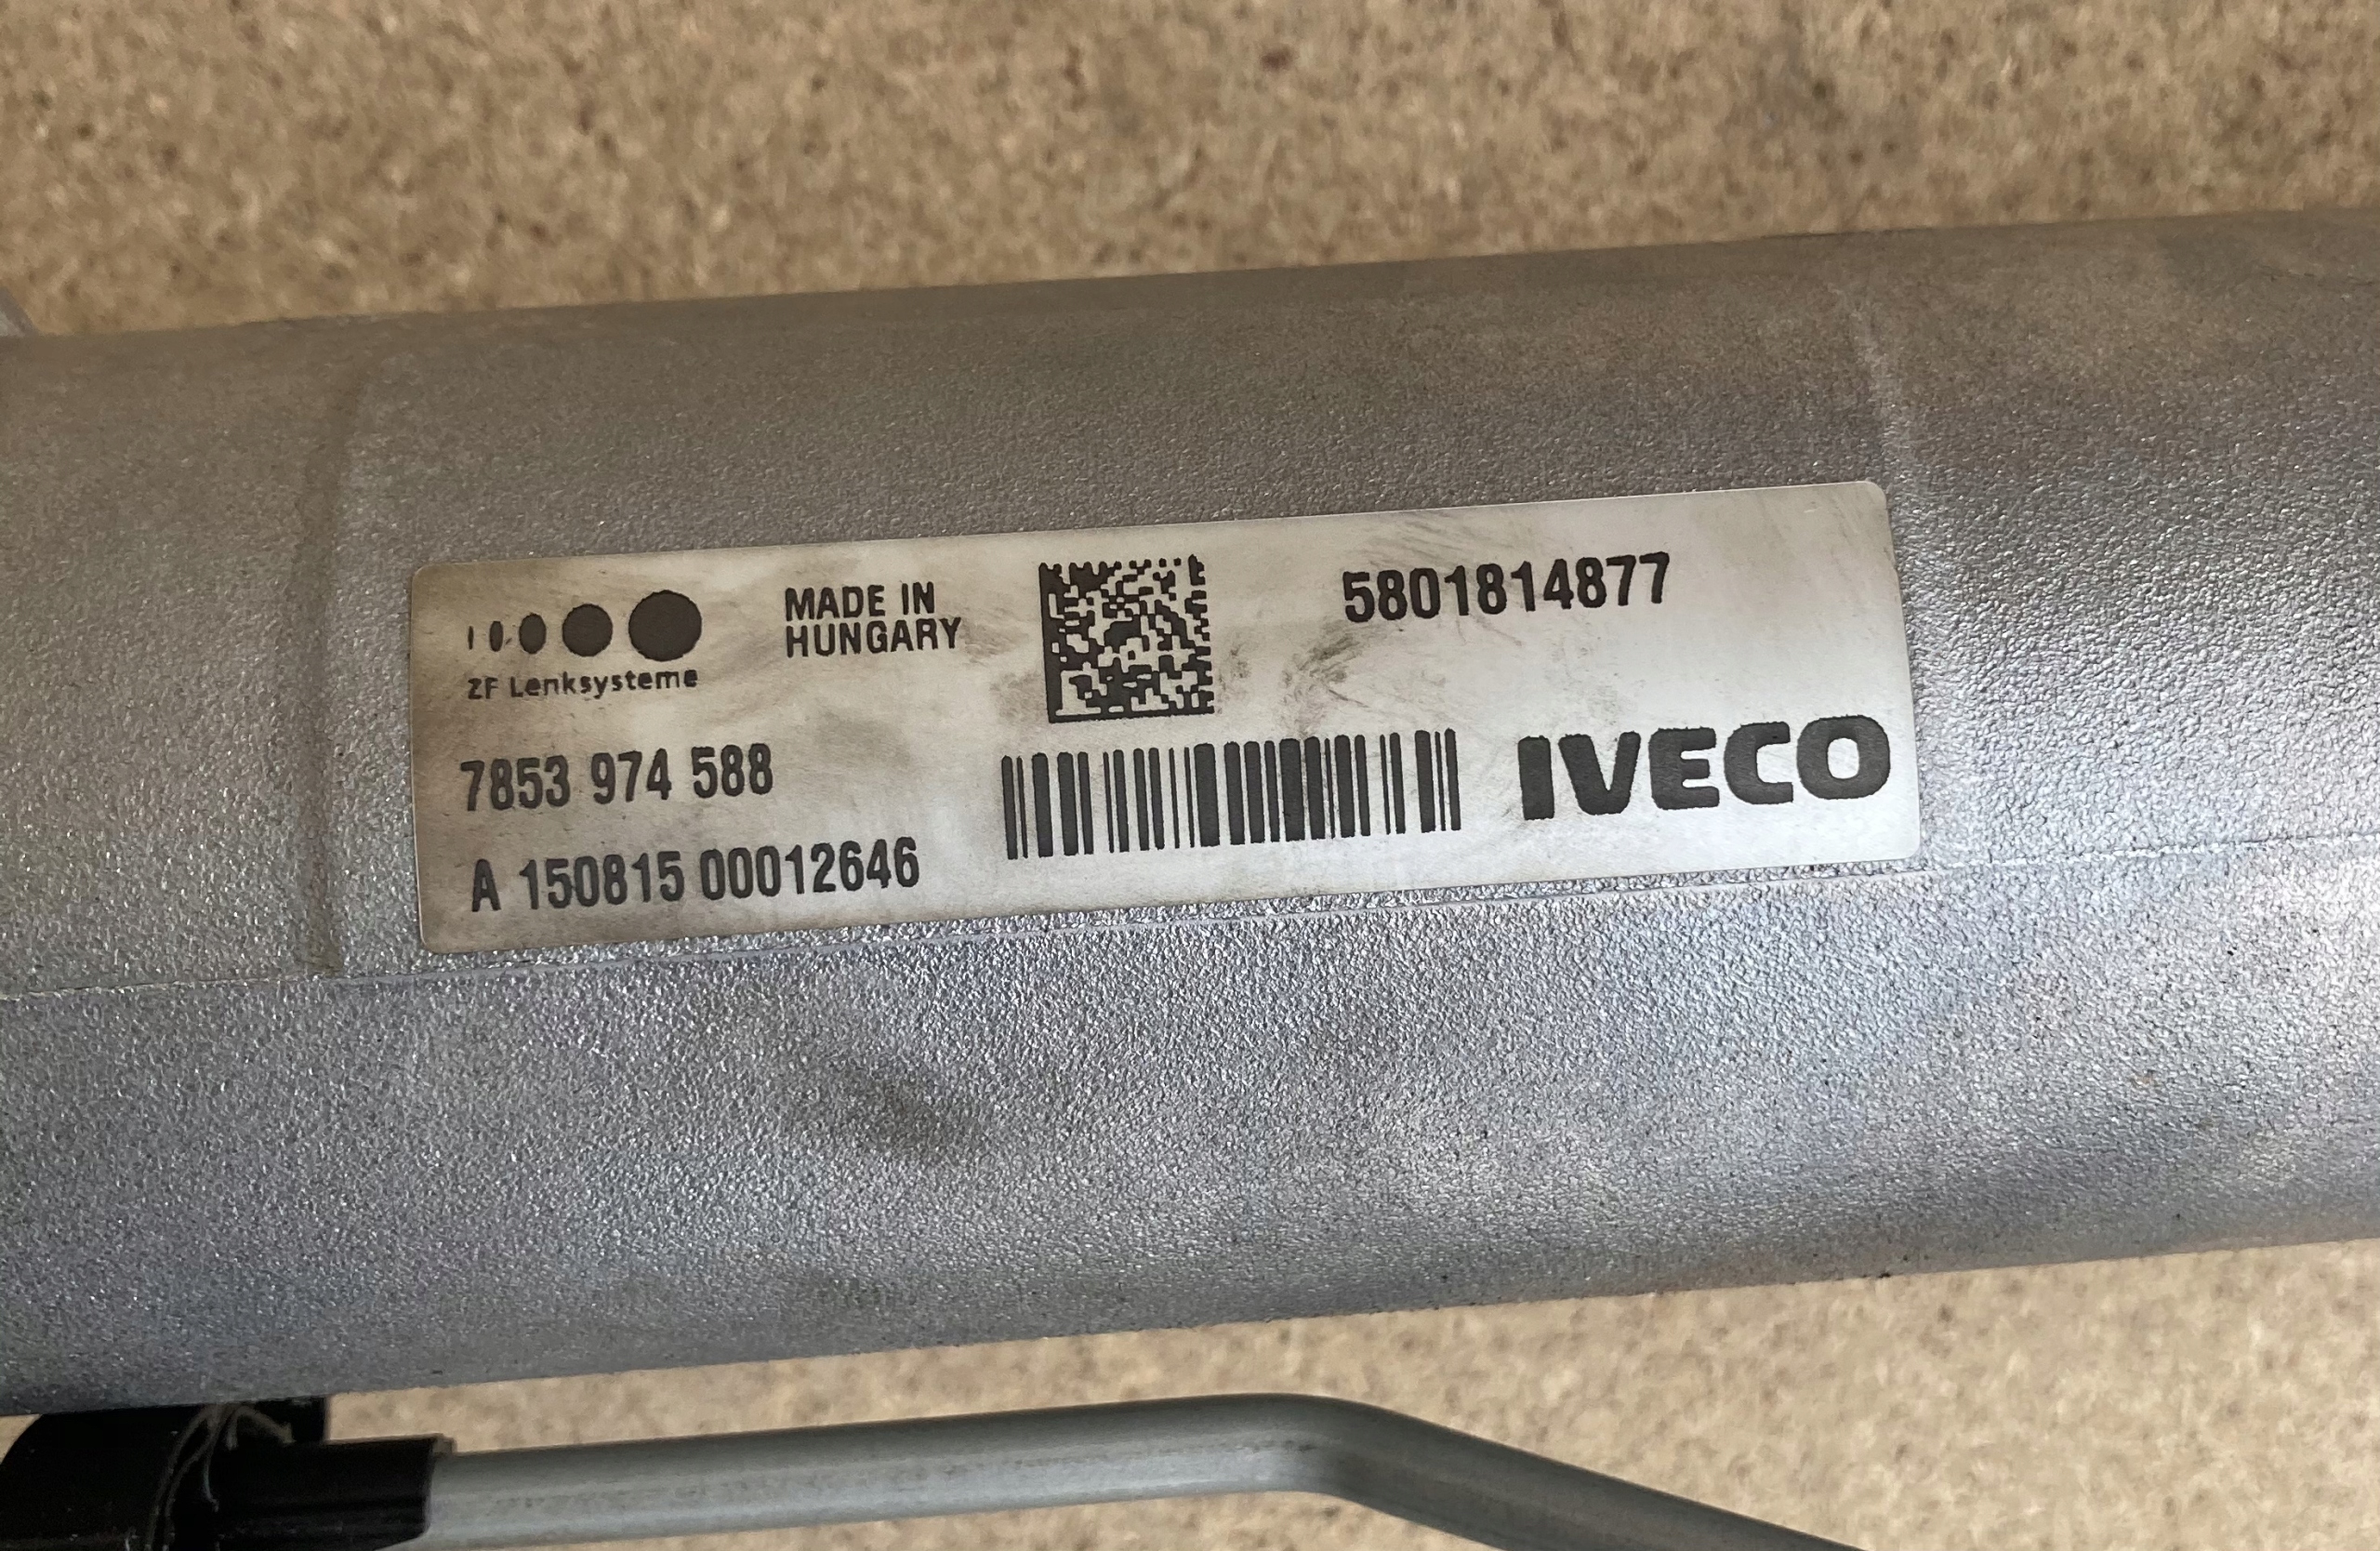 ZF Lenksysteme
MADE IN
HUNGARY
5801814877
7853 974 588
A 150815 00012646
IVECO